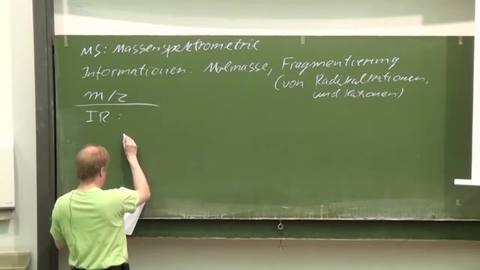 MS: Massenspektrometrie
Informationen: Molmasse, Fragmentierung
(von Radikalkationen,
und Kationen)
m/z
IR: